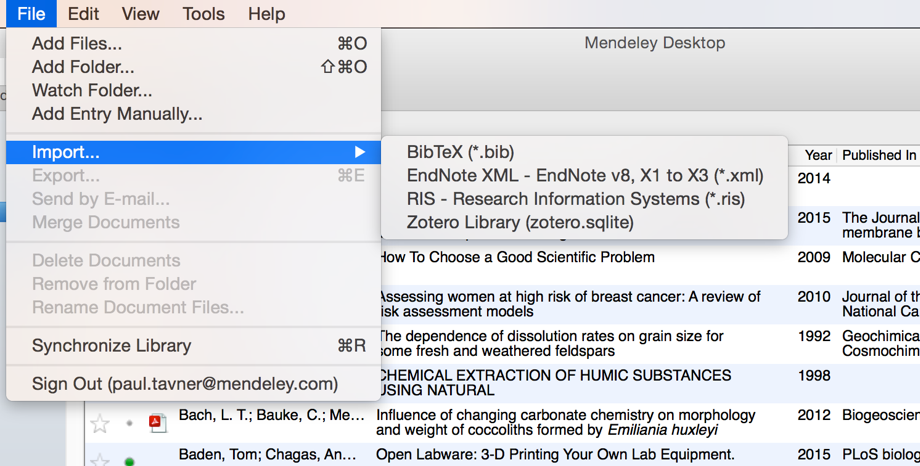 File Edit View Tools Help
Mendeley Desktop
Add Files... ⌘O
Add Folder... ⇧⌘O
Watch Folder...
Add Entry Manually...
Import... ▶
Export... ⌘E
Send by E-mail...
Merge Documents
Delete Documents
Remove from Folder
Rename Document Files...
Synchronize Library ⌘R
Sign Out (paul.tavner@mendeley.com)
BibTeX (*.bib)
EndNote XML - EndNote v8, X1 to X3 (*.xml)
RIS - Research Information Systems (*.ris)
Zotero Library (zotero.sqlite)
Year Published In
2014
2015 The Journal
membrane b
How To Choose a Good Scientific Problem 2009 Molecular C
Assessing women at high risk of breast cancer: A review of 2010 Journal of th
risk assessment models National Ca
The dependence of dissolution rates on grain size for 1992 Geochimica
some fresh and weathered feldspars Cosmochim
CHEMICAL EXTRACTION OF HUMIC SUBSTANCES 1998
USING NATURAL
Bach, L. T.; Bauke, C.; Me... Influence of changing carbonate chemistry on morphology 2012 Biogeoscien
and weight of coccoliths formed by Emiliania huxleyi
Baden, Tom; Chagas, An... Open Labware: 3-D Printing Your Own Lab Equipment. 2015 PLoS biolog